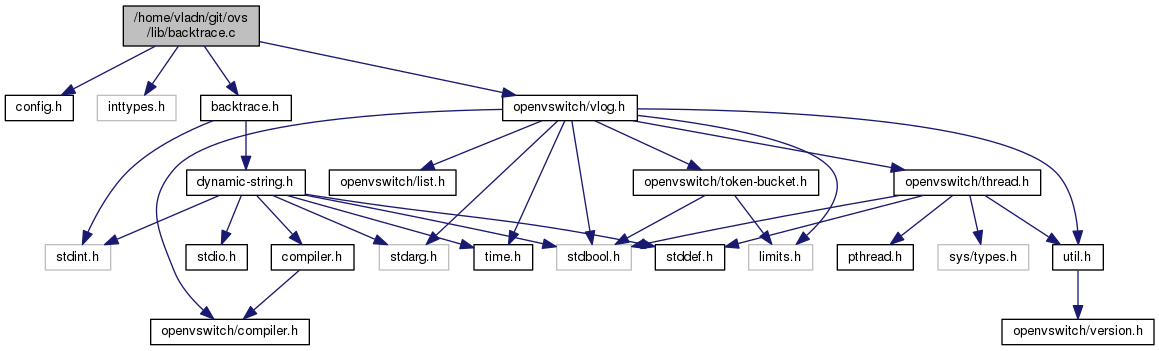 /home/vladn/git/ovs
/lib/backtrace.c
config.h
inttypes.h
backtrace.h
openvswitch/vlog.h
dynamic-string.h
openvswitch/list.h
openvswitch/token-bucket.h
openvswitch/thread.h
stdint.h
stdio.h
compiler.h
stdarg.h
time.h
stdbool.h
stddef.h
limits.h
pthread.h
sys/types.h
util.h
openvswitch/compiler.h
openvswitch/version.h